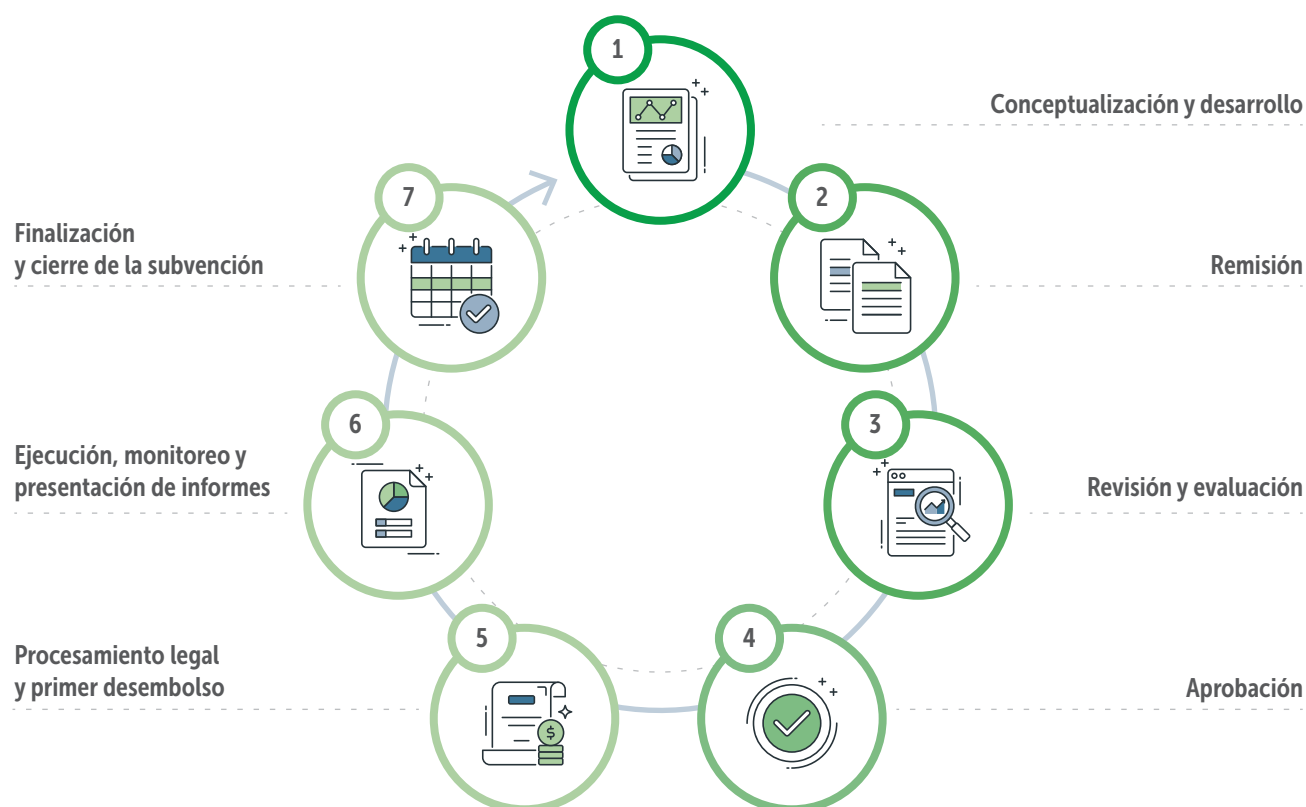 1
Conceptualización y desarrollo
2
Remisión
3
Revisión y evaluación
4
Aprobación
5
Procesamiento legal
y primer desembolso
$
6
Ejecución, monitoreo y
presentación de informes
7
Finalización
y cierre de la subvención